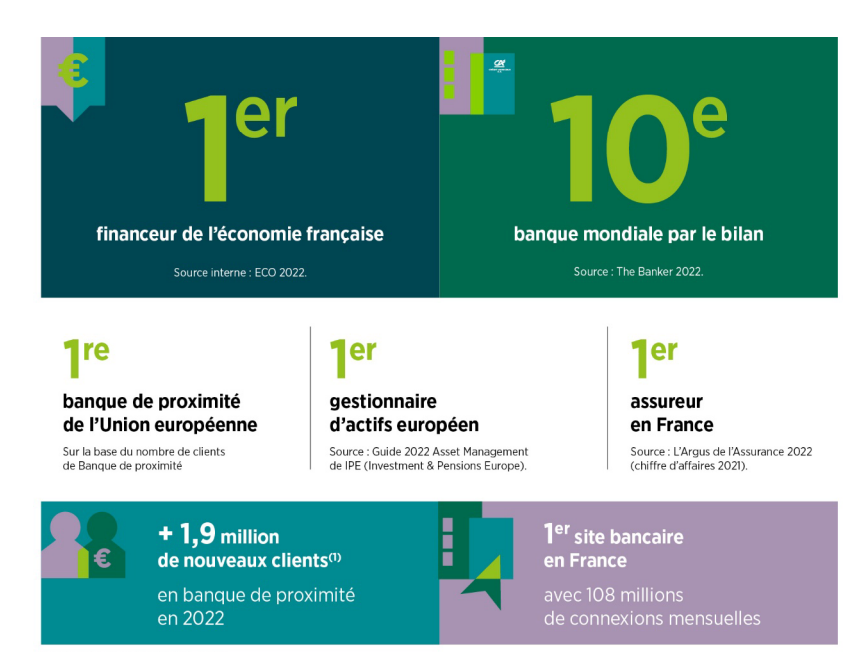 €
1er
financeur de l’économie française
Source interne : ECO 2022.
10e
banque mondiale par le bilan
Source : The Banker 2022.
1re
banque de proximité
de l’Union européenne
Sur la base du nombre de clients
de Banque de proximité
1er
gestionnaire
d’actifs européen
Source : Guide 2022 Asset Management
de IPE (Investment & Pensions Europe).
1er
assureur
en France
Source : L’Argus de l’Assurance 2022
(chiffre d’affaires 2021).
€
+ 1,9 million
de nouveaux clients(1)
en banque de proximité
en 2022
1er site bancaire
en France
avec 108 millions
de connexions mensuelles